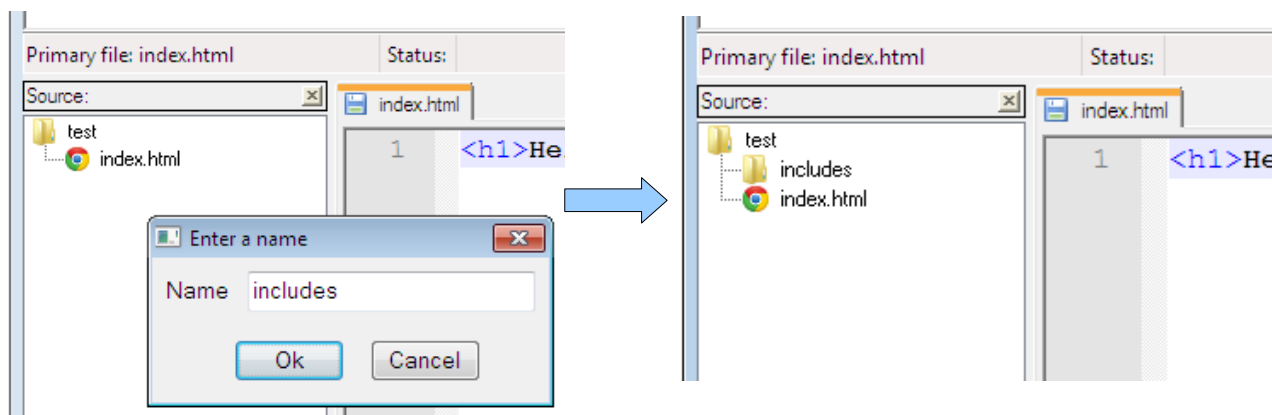 Primary file: index.html Status:
Source:
index.html
test
index.html
1 <h1>He
Enter a name
Name includes
Ok Cancel
Primary file: index.html Status:
Source:
index.html
test
includes
index.html
1 <h1>He